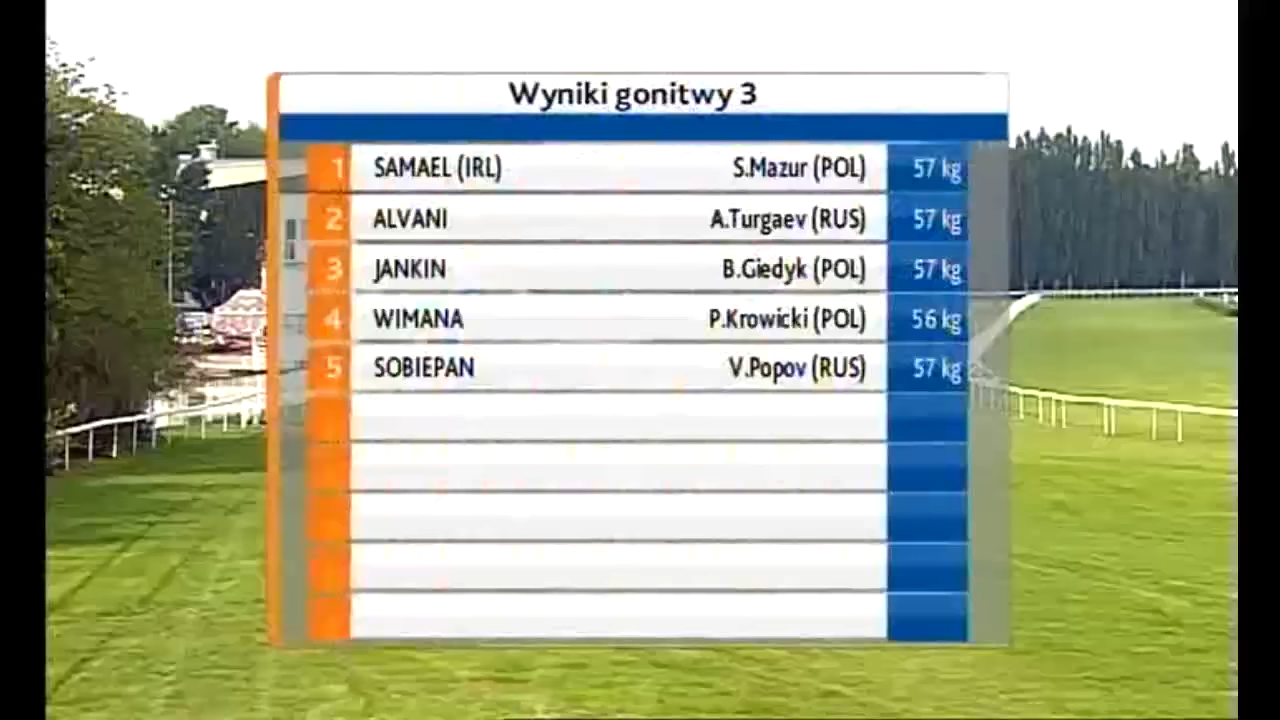 Wyniki gonitwy 3
1 SAMAEL (IRL) S.Mazur (POL) 57 kg
2 ALVANI A.Turgaev (RUS) 57 kg
3 JANKIN B.Giedyk (POL) 57 kg
4 WIMANA P.Krowicki (POL) 56 kg
5 SOBIEPAN V.Popov (RUS) 57 kg